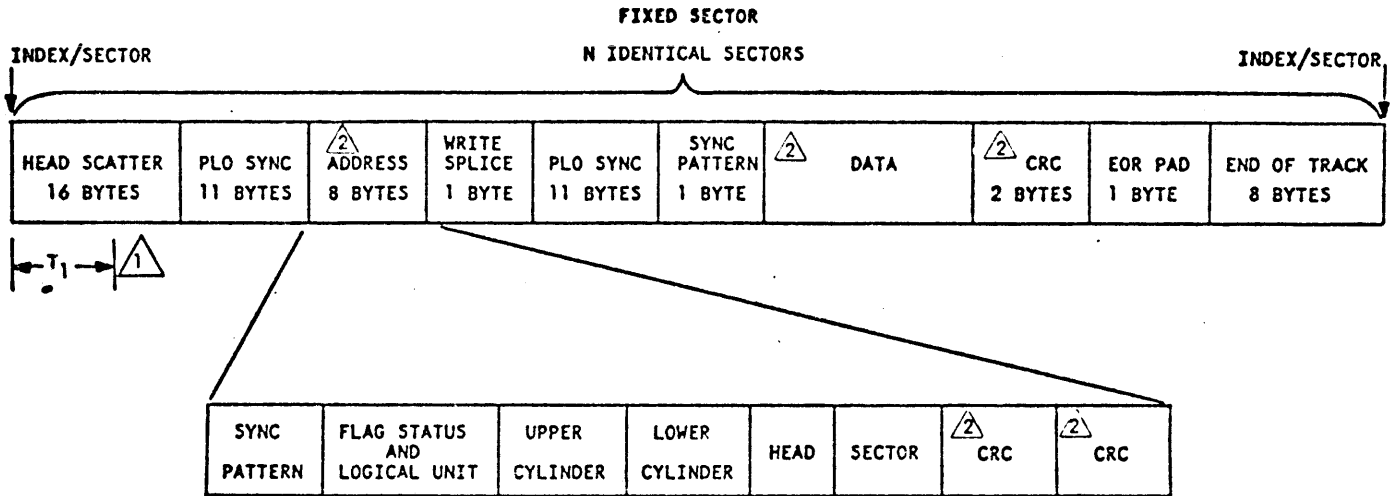 FIXED SECTOR
INDEX/SECTOR
N IDENTICAL SECTORS
INDEX/SECTOR
HEAD SCATTER
16 BYTES
PLO SYNC
11 BYTES
2
ADDRESS
8 BYTES
WRITE
SPLICE
1 BYTE
PLO SYNC
11 BYTES
SYNC
PATTERN
1 BYTE
2
DATA
2
CRC
2 BYTES
EOR PAD
1 BYTE
END OF TRACK
8 BYTES
T1
1
SYNC
PATTERN
FLAG STATUS
AND
LOGICAL UNIT
UPPER
CYLINDER
LOWER
CYLINDER
HEAD
SECTOR
2
CRC
2
CRC